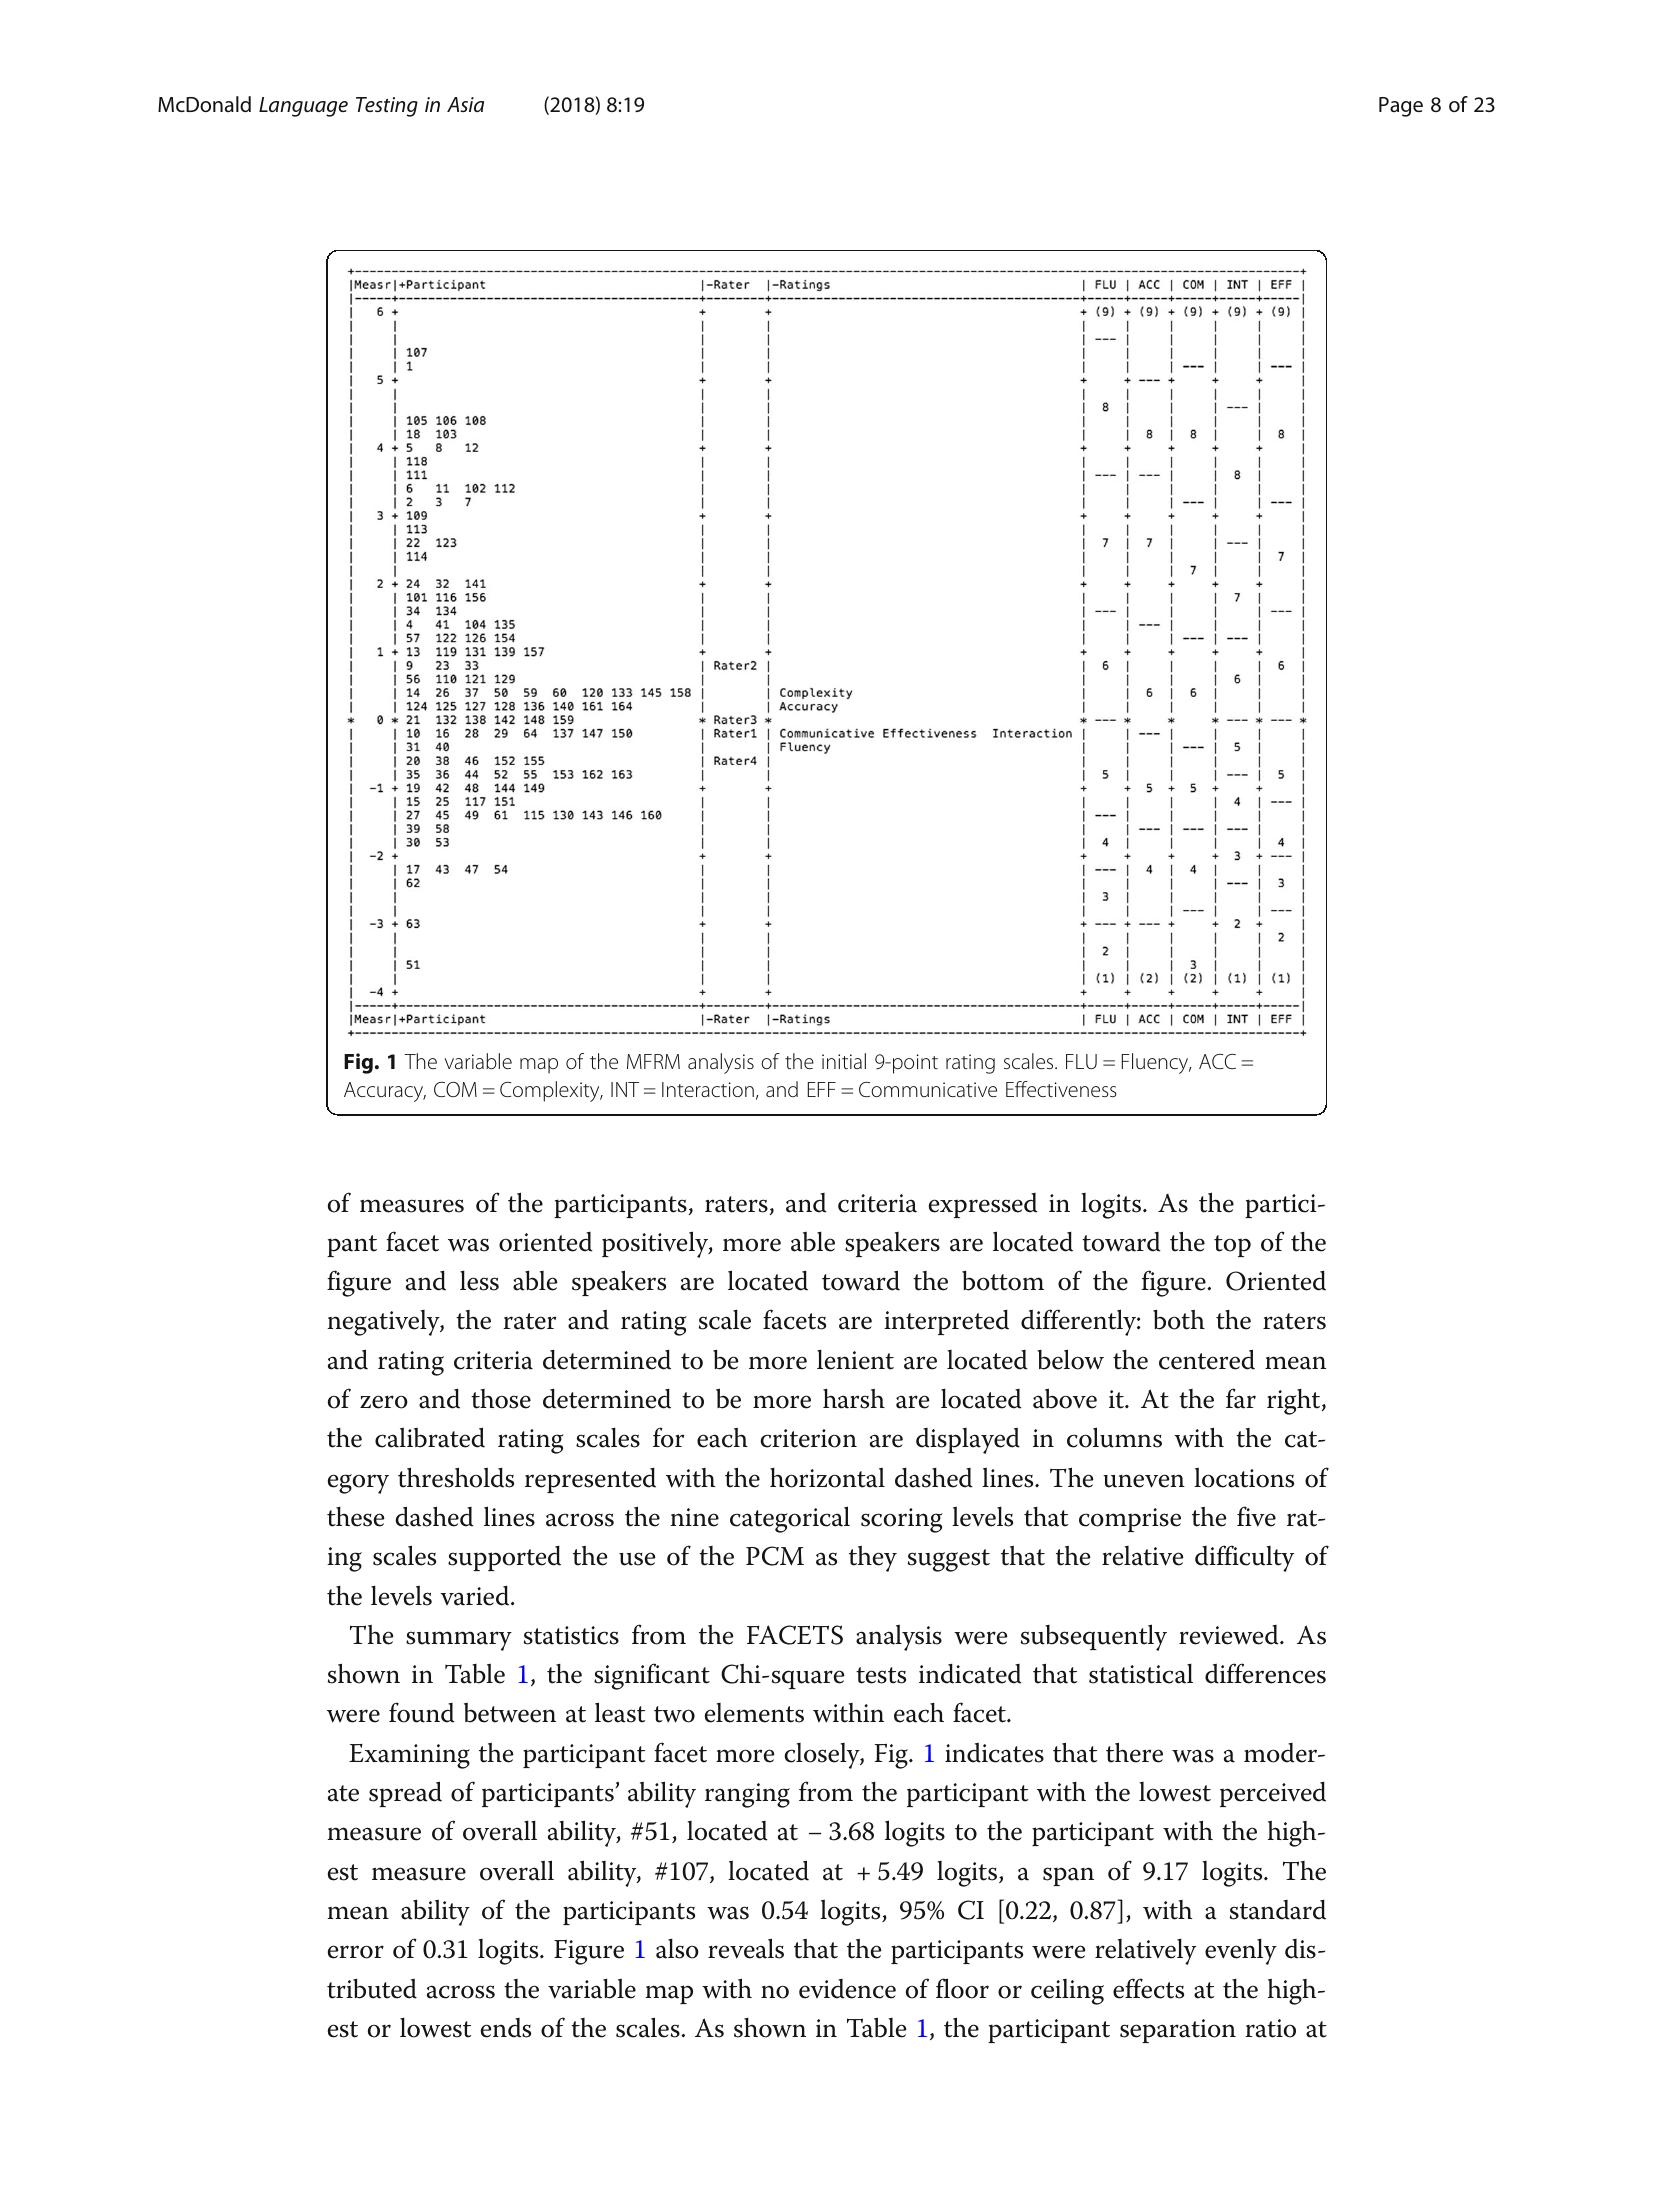 McDonald Language Testing in Asia (2018) 8:19 Page 8 of 23
+---------------------------------------------------------------------------------------------------------------------------------+
|Measr|+Participant |-Rater |-Ratings | FLU | ACC | COM | INT | EFF |
|-----+-----------------------------------------+--------+------------------------------------------+-----+-----+-----+-----+-----|
| 6 + + + + (9) + (9) + (9) + (9) + (9) |
| | | | | | | | | |
| | | | | --- | | | | |
| | 107 | | | | | | | |
| | 1 | | | | | --- | | --- |
| 5 + + + + + --- + + + |
| | | | | | | | | |
| | | | | 8 | | | --- | |
| | 105 106 108 | | | | | | | |
| | 18 103 | | | | 8 | 8 | | 8 |
| 4 + 5 8 12 + + + + + + + |
| | 118 | | | | | | | |
| | 111 | | | --- | --- | | 8 | |
| | 6 11 102 112 | | | | | | | |
| | 2 3 7 | | | | | --- | | --- |
| 3 + 109 + + + + + + + |
| | 113 | | | | | | | |
| | 22 123 | | | 7 | 7 | | --- | |
| | 114 | | | | | | | 7 |
| | | | | | | 7 | | |
| 2 + 24 32 141 + + + + + + + |
| | 101 116 156 | | | | | | 7 | |
| | 34 134 | | | --- | | | | --- |
| | 4 41 104 135 | | | | --- | | | |
| | 57 122 126 154 | | | | | --- | --- | |
| 1 + 13 119 131 139 157 + + + + + + + |
| | 9 23 33 | Rater2 | | 6 | | | | 6 |
| | 56 110 121 129 | | | | | | 6 | |
| | 14 26 37 50 59 60 120 133 145 158 | | Complexity | | 6 | 6 | | |
| | 124 125 127 128 136 140 161 164 | | Accuracy | | | | | |
* 0 * 21 132 138 142 148 159 * Rater3 * * --- * * * --- * --- *
| | 10 16 28 29 64 137 147 150 | Rater1 | Communicative Effectiveness Interaction | | --- | | | |
| | 31 40 | | Fluency | | | --- | 5 | |
| | 20 38 46 152 155 | Rater4 | | | | | | |
| | 35 36 44 52 55 153 162 163 | | | 5 | | | --- | 5 |
| -1 + 19 42 48 144 149 + + + + 5 + 5 + + |
| | 15 25 117 151 | | | | | | 4 | --- |
| | 27 45 49 61 115 130 143 146 160 | | | --- | | | | |
| | 39 58 | | | | --- | --- | --- | |
| | 30 53 | | | 4 | | | | 4 |
| -2 + + + + + + + 3 + --- |
| | 17 43 47 54 | | | --- | 4 | 4 | | |
| | 62 | | | | | | --- | 3 |
| | | | | 3 | | | | |
| | | | | | | --- | | --- |
| -3 + 63 + + + --- + --- + + 2 + |
| | | | | | | | | 2 |
| | | | | 2 | | | | |
| | 51 | | | | | 3 | | |
| | | | | (1) | (2) | (2) | (1) | (1) |
| -4 + + + + + + + + |
|-----+-----------------------------------------+--------+------------------------------------------+-----+-----+-----+-----+-----|
|Measr|+Participant |-Rater |-Ratings | FLU | ACC | COM | INT | EFF |
+---------------------------------------------------------------------------------------------------------------------------------+
Fig. 1 The variable map of the MFRM analysis of the initial 9-point rating scales. FLU = Fluency, ACC =
Accuracy, COM = Complexity, INT = Interaction, and EFF = Communicative Effectiveness
of measures of the participants, raters, and criteria expressed in logits. As the partici-
pant facet was oriented positively, more able speakers are located toward the top of the
figure and less able speakers are located toward the bottom of the figure. Oriented
negatively, the rater and rating scale facets are interpreted differently: both the raters
and rating criteria determined to be more lenient are located below the centered mean
of zero and those determined to be more harsh are located above it. At the far right,
the calibrated rating scales for each criterion are displayed in columns with the cat-
egory thresholds represented with the horizontal dashed lines. The uneven locations of
these dashed lines across the nine categorical scoring levels that comprise the five rat-
ing scales supported the use of the PCM as they suggest that the relative difficulty of
the levels varied.
The summary statistics from the FACETS analysis were subsequently reviewed. As
shown in Table 1, the significant Chi-square tests indicated that statistical differences
were found between at least two elements within each facet.
Examining the participant facet more closely, Fig. 1 indicates that there was a moder-
ate spread of participants’ ability ranging from the participant with the lowest perceived
measure of overall ability, #51, located at − 3.68 logits to the participant with the high-
est measure overall ability, #107, located at + 5.49 logits, a span of 9.17 logits. The
mean ability of the participants was 0.54 logits, 95% CI [0.22, 0.87], with a standard
error of 0.31 logits. Figure 1 also reveals that the participants were relatively evenly dis-
tributed across the variable map with no evidence of floor or ceiling effects at the high-
est or lowest ends of the scales. As shown in Table 1, the participant separation ratio at